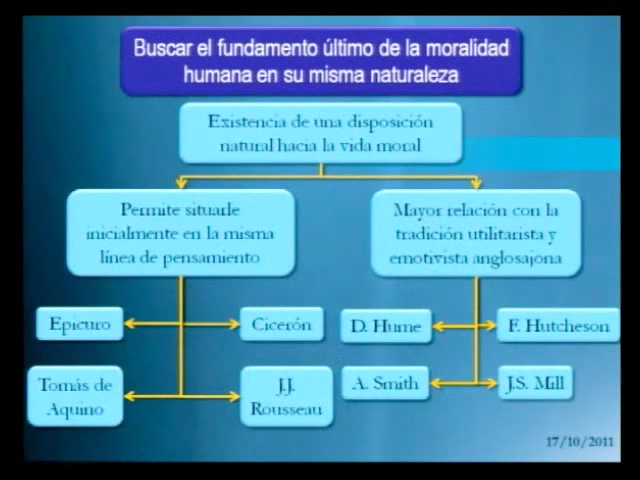 Buscar el fundamento último de la moralidad
humana en su misma naturaleza
Existencia de una disposición
natural hacia la vida moral
Permite situarle
inicialmente en la misma
línea de pensamiento
Mayor relación con la
tradición utilitarista y
emotivista anglosajona
Epicuro
Cicerón
D. Hume
F. Hutcheson
Tomás de
Aquino
J.J.
Rousseau
A. Smith
J.S. Mill
17/10/2011